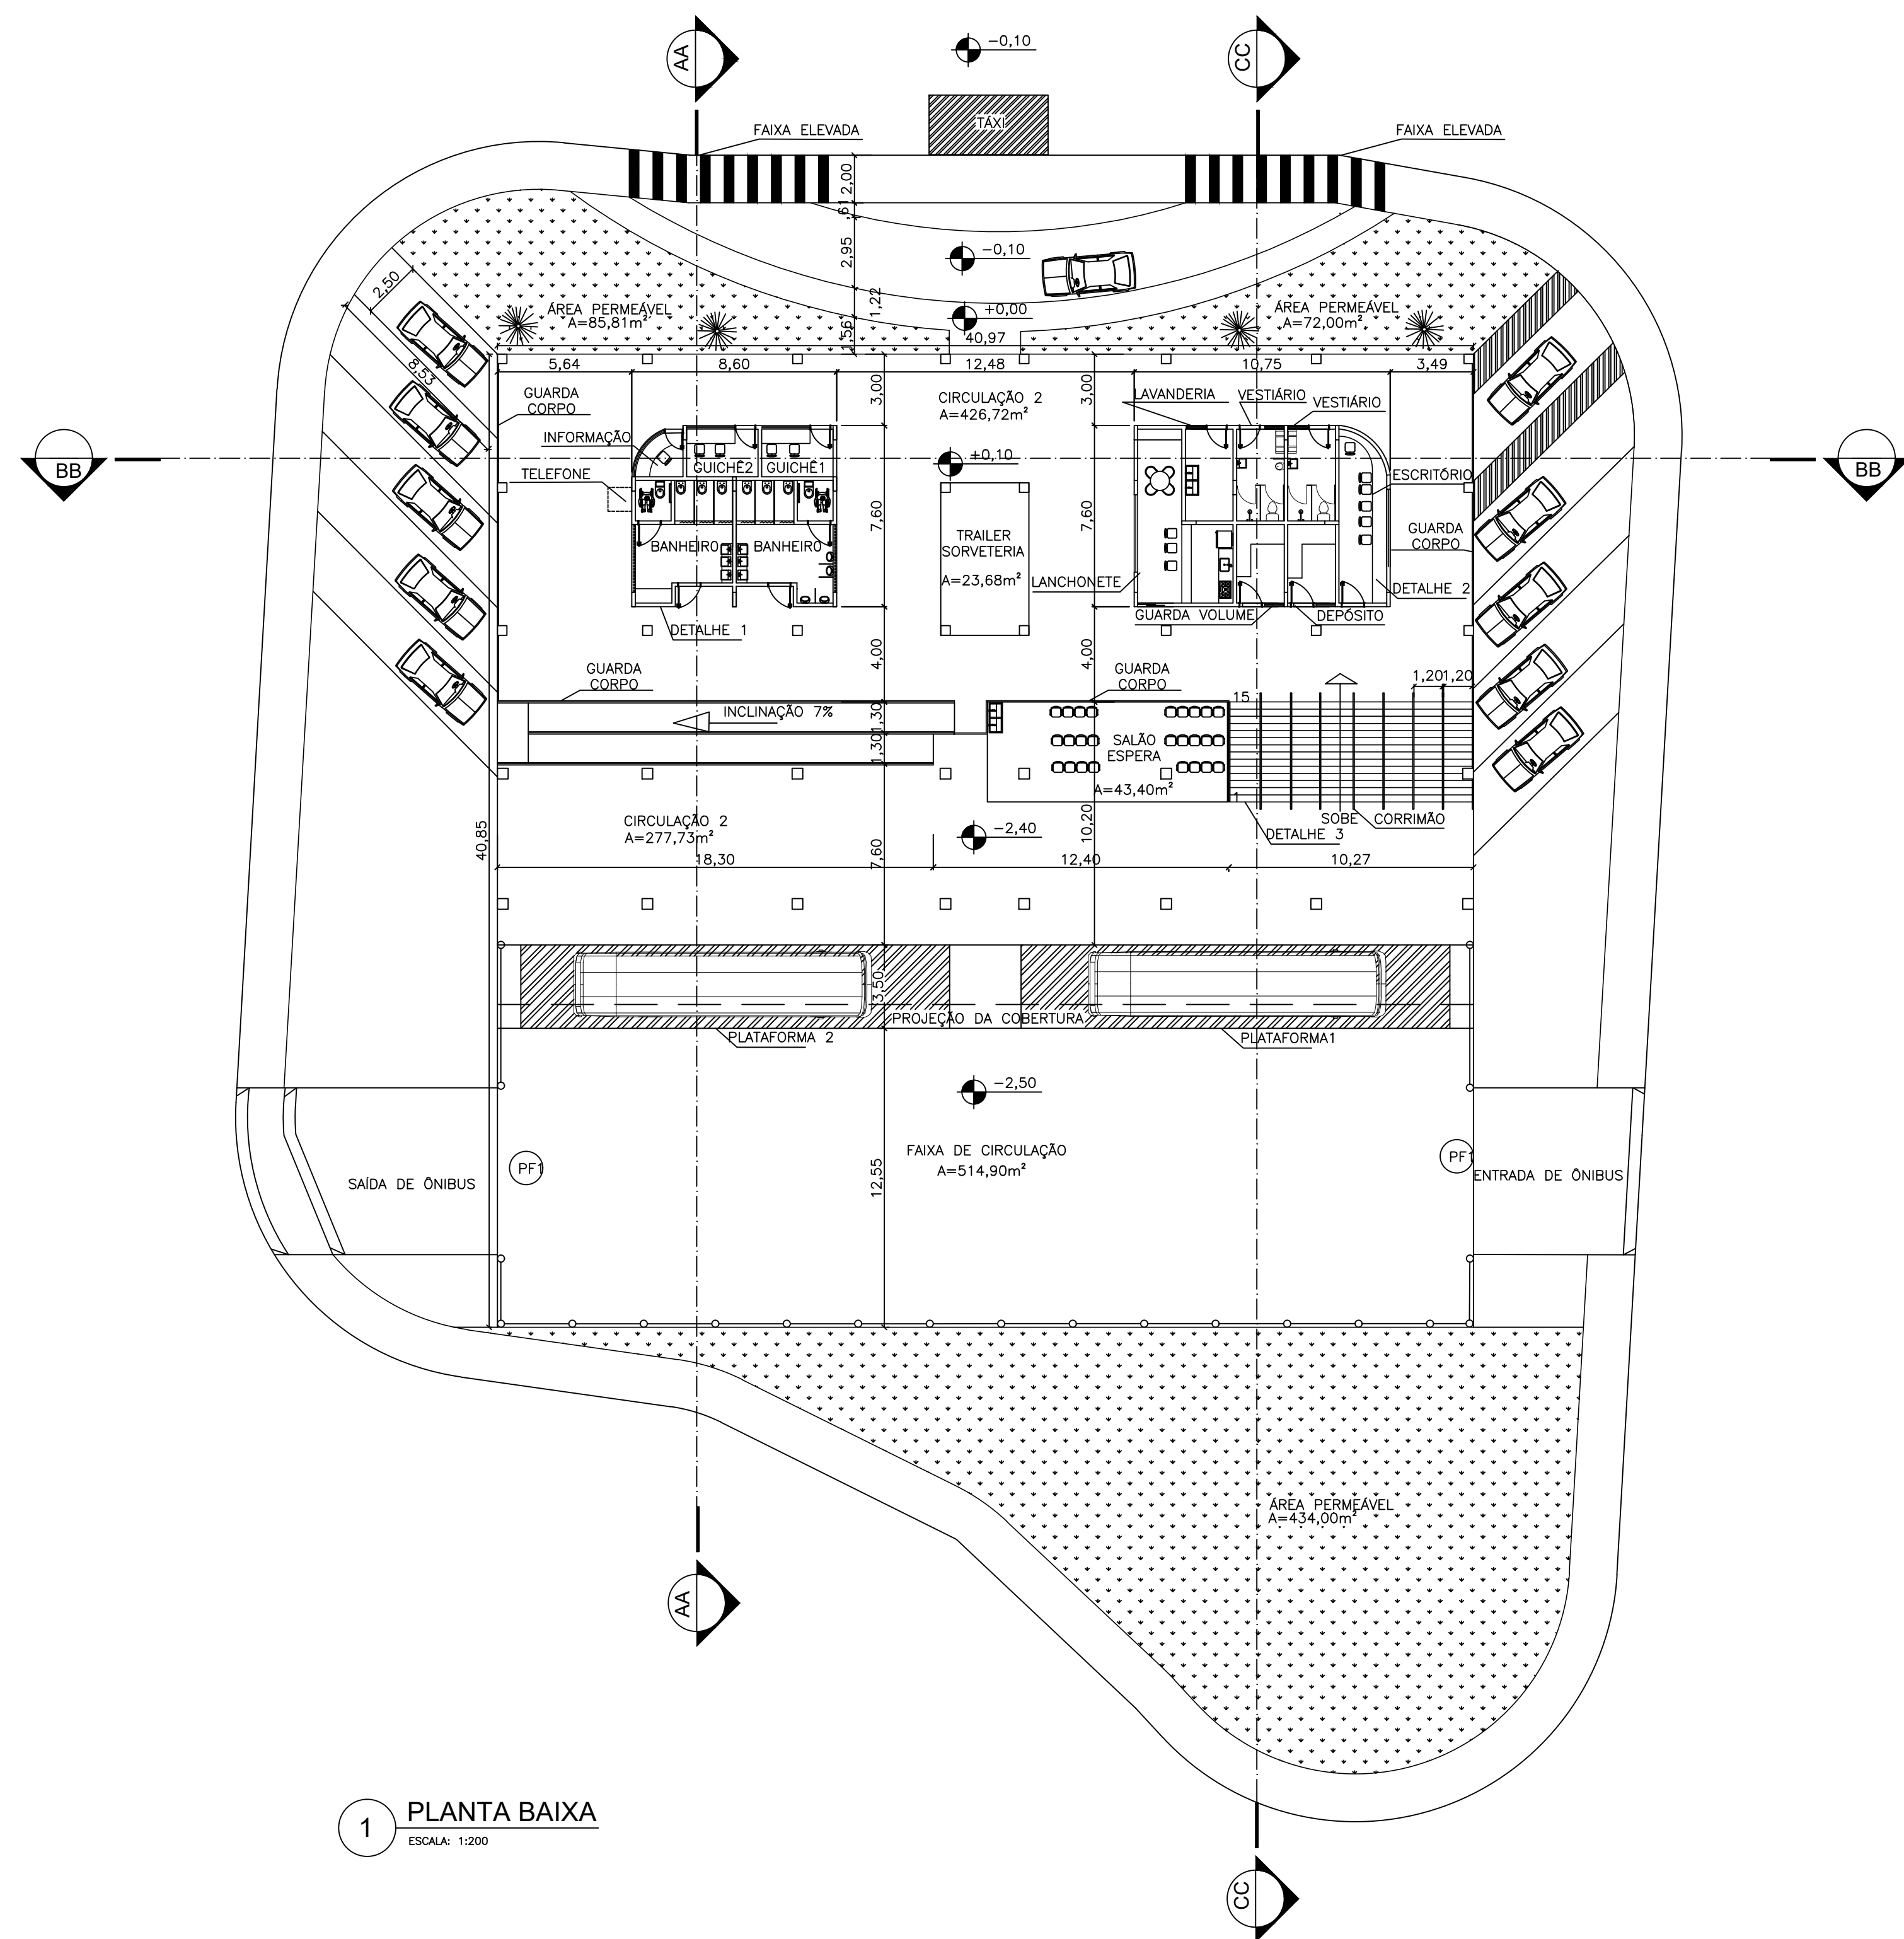 AA
CC
-0,10
TÁXI
FAIXA ELEVADA
FAIXA ELEVADA
2,00
,61
2,95
-0,10
2,50
1,22
ÁREA PERMEÁVEL
A=85,81m²
+0,00
ÁREA PERMEÁVEL
A=72,00m²
1,56
40,97
8,53
5,64
8,60
12,48
10,75
3,49
GUARDA
CORPO
3,00
CIRCULAÇÃO 2
A=426,72m²
3,00
LAVANDERIA
VESTIÁRIO
VESTIÁRIO
INFORMAÇÃO
BB
BB
TELEFONE
GUICHÊ2
GUICHÊ1
+0,10
ESCRITÓRIO
7,60
7,60
GUARDA
CORPO
BANHEIRO
BANHEIRO
TRAILER
SORVETERIA
A=23,68m²
LANCHONETE
DETALHE 2
GUARDA VOLUME
DEPÓSITO
DETALHE 1
4,00
4,00
GUARDA
CORPO
GUARDA
CORPO
1,20
1,20
15
INCLINAÇÃO 7%
1,30
1,30
SALÃO
ESPERA
A=43,40m²
1
CIRCULAÇÃO 2
A=277,73m²
-2,40
10,20
SOBE
CORRIMÃO
DETALHE 3
40,85
7,60
18,30
12,40
10,27
3,50
PROJEÇÃO DA COBERTURA
PLATAFORMA 2
PLATAFORMA1
-2,50
FAIXA DE CIRCULAÇÃO
A=514,90m²
12,55
PF1
PF1
SAÍDA DE ÔNIBUS
ENTRADA DE ÔNIBUS
ÁREA PERMEÁVEL
A=434,00m²
AA
1
PLANTA BAIXA
ESCALA: 1:200
CC